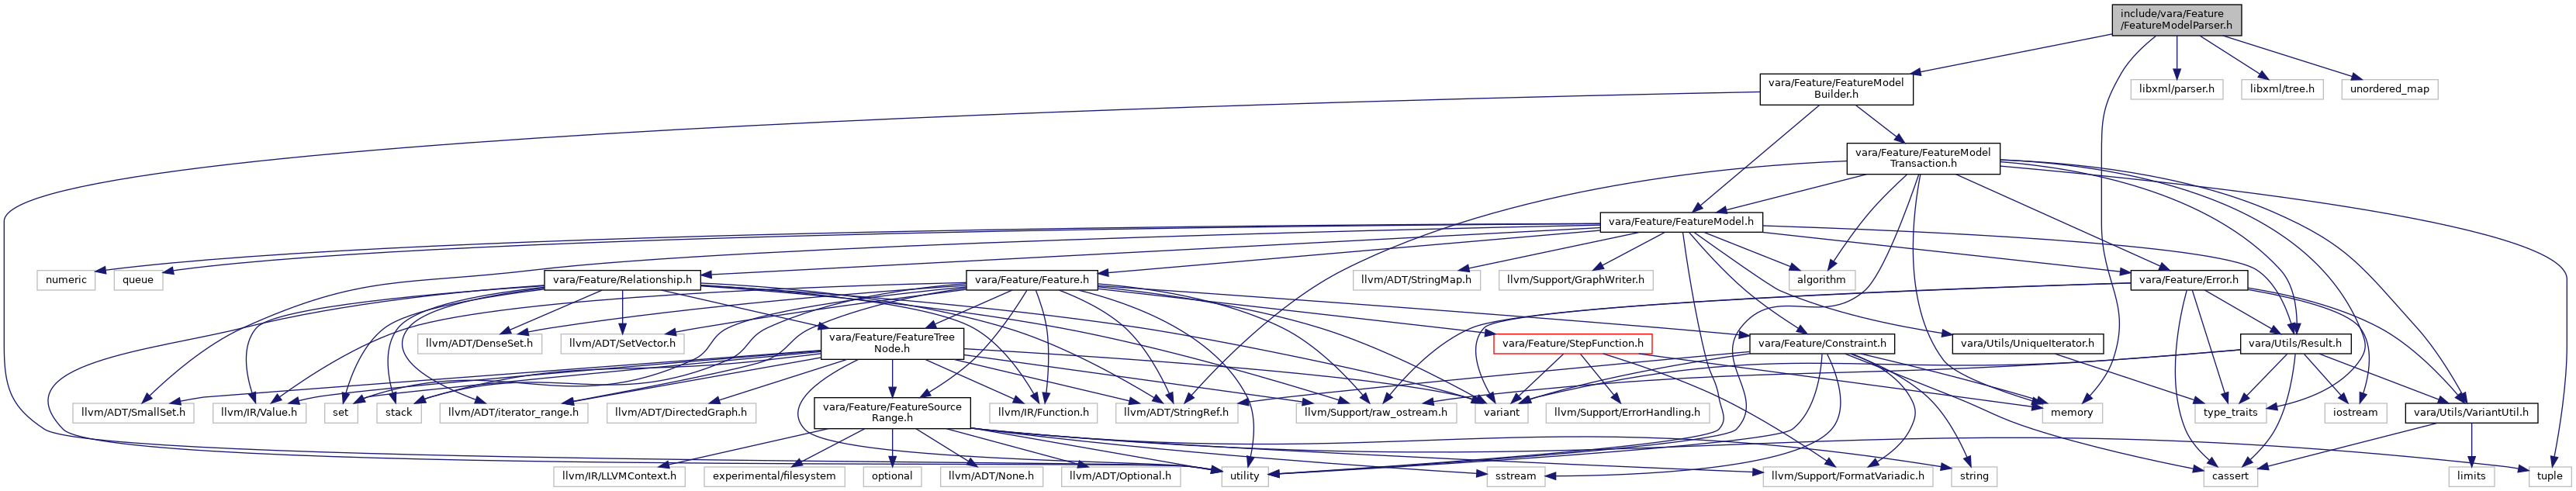 include/vara/Feature
/FeatureModelParser.h
vara/Feature/FeatureModel
Builder.h
libxml/parser.h
libxml/tree.h
unordered_map
vara/Feature/FeatureModel
Transaction.h
vara/Feature/FeatureModel.h
numeric
queue
vara/Feature/Relationship.h
vara/Feature/Feature.h
llvm/ADT/StringMap.h
llvm/Support/GraphWriter.h
algorithm
vara/Feature/Error.h
llvm/ADT/DenseSet.h
llvm/ADT/SetVector.h
vara/Feature/FeatureTree
Node.h
vara/Feature/StepFunction.h
vara/Feature/Constraint.h
vara/Utils/UniqueIterator.h
vara/Utils/Result.h
llvm/ADT/SmallSet.h
llvm/IR/Value.h
set
stack
llvm/ADT/iterator_range.h
llvm/ADT/DirectedGraph.h
vara/Feature/FeatureSource
Range.h
llvm/IR/Function.h
llvm/ADT/StringRef.h
llvm/Support/raw_ostream.h
variant
llvm/Support/ErrorHandling.h
memory
type_traits
iostream
vara/Utils/VariantUtil.h
llvm/IR/LLVMContext.h
experimental/filesystem
optional
llvm/ADT/None.h
llvm/ADT/Optional.h
utility
sstream
llvm/Support/FormatVariadic.h
string
cassert
limits
tuple